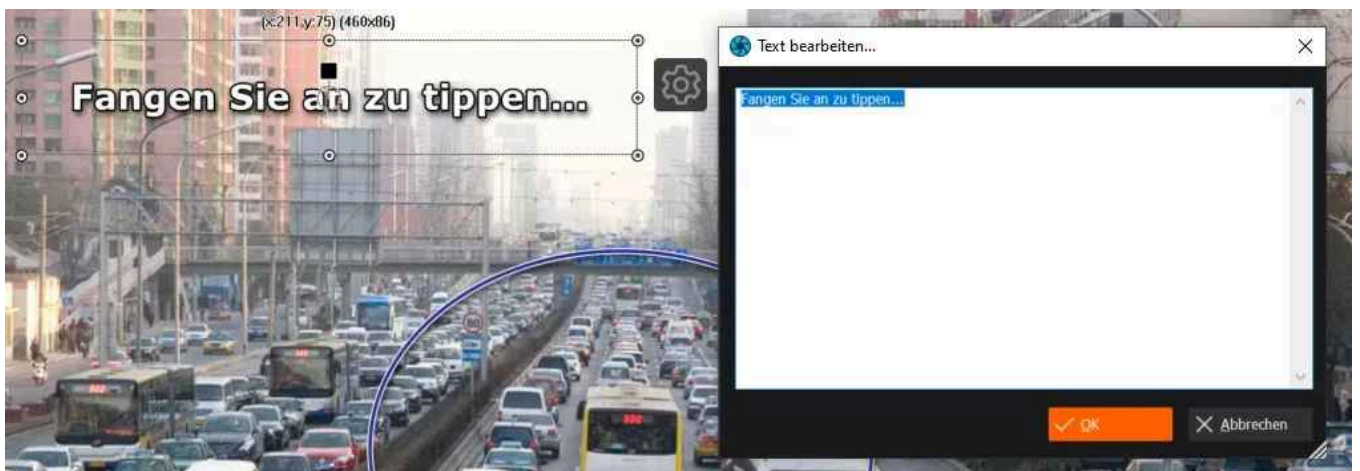 (x:211,y:75) (460x86)
Fangen Sie an zu tippen...
Text bearbeiten...
Fangen Sie an zu tippen...
OK
Abbrechen